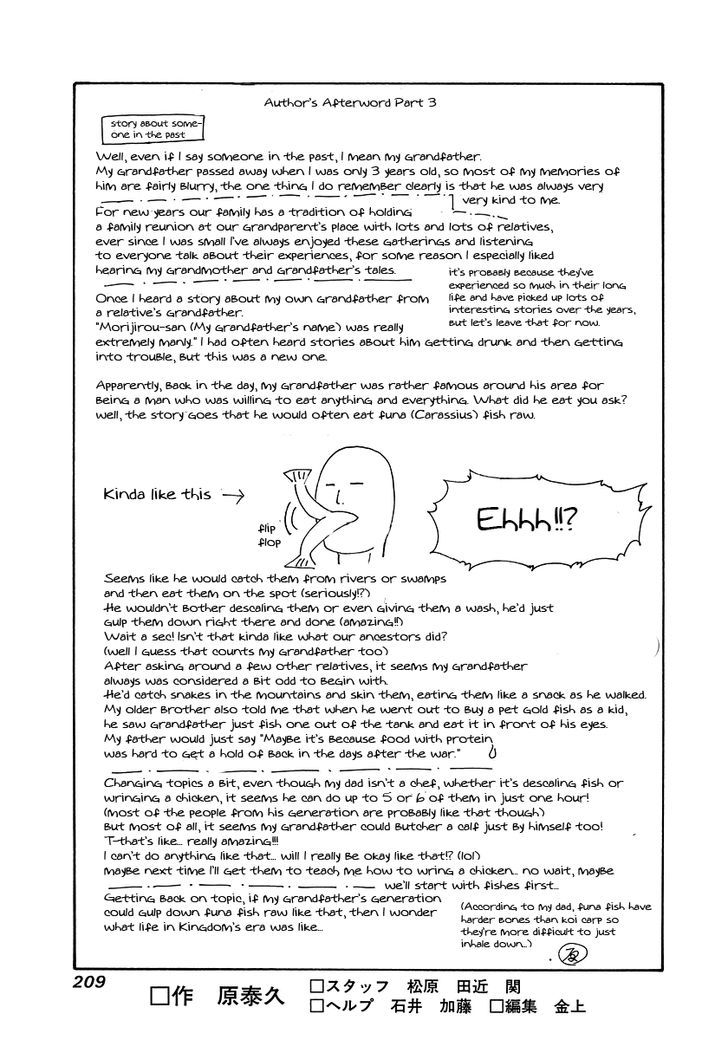 Author's Afterword Part 3
story about some-
one in the past
Well, even if I say someone in the past, I mean my grandfather.
My grandfather passed away when I was only 3 years old, so most of my memories of
him are fairly blurry, the one thing I do remember clearly is that he was always very
very kind to me.
For new years our family has a tradition of holding
a family reunion at our grandparent's place with lots and lots of relatives,
ever since I was small I've always enjoyed these gatherings and listening
to everyone talk about their experiences, for some reason I especially liked
hearing my grandmother and grandfather's tales.
it's probably because they've
experienced so much in their long
life and have picked up lots of
interesting stories over the years,
but let's leave that for now.
Once I heard a story about my own grandfather from
a relative's grandfather.
"Morijirou-san (My grandfather's name) was really
extremely manly." I had often heard stories about him getting drunk and then getting
into trouble, but this was a new one.
Apparently, back in the day, my grandfather was rather famous around his area for
being a man who was willing to eat anything and everything. What did he eat you ask?
well, the story goes that he would often eat funa (Carassius) fish raw.
Kinda like this →
flip
flop
Ehhh!!?
Seems like he would catch them from rivers or swamps
and then eat them on the spot (seriously!?)
He wouldn't bother descaling them or even giving them a wash, he'd just
gulp them down right there and done (amazing!!)
Wait a sec! Isn't that kinda like what our ancestors did?
(well I guess that counts my grandfather too)
After asking around a few other relatives, it seems my grandfather
always was considered a bit odd to begin with.
He'd catch snakes in the mountains and skin them, eating them like a snack as he walked.
My older brother also told me that when he went out to buy a pet gold fish as a kid,
he saw grandfather just fish one out of the tank and eat it in front of his eyes.
My father would just say "Maybe it's because food with protein
was hard to get a hold of back in the days after the war."
Changing topics a bit, even though my dad isn't a chef, whether it's descaling fish or
wringing a chicken, it seems he can do up to 5 or 6 of them in just one hour!
(most of the people from his generation are probably like that though)
But most of all, it seems my grandfather could butcher a calf just by himself too!
T-that's like... really amazing!!!
I can't do anything like that... will I really be okay like that!? (lol)
maybe next time I'll get them to teach me how to wring a chicken... no wait, maybe
we'll start with fishes first...
Getting back on topic, if my grandfather's generation
could gulp down funa fish raw like that, then I wonder
what life in Kingdom's era was like...
(According to my dad, funa fish have
harder bones than koi carp so
they're more difficult to just
inhale down...)
209
□作 原泰久
□スタッフ 松原 田近 関
□ヘルプ 石井 加藤 □編集 金上